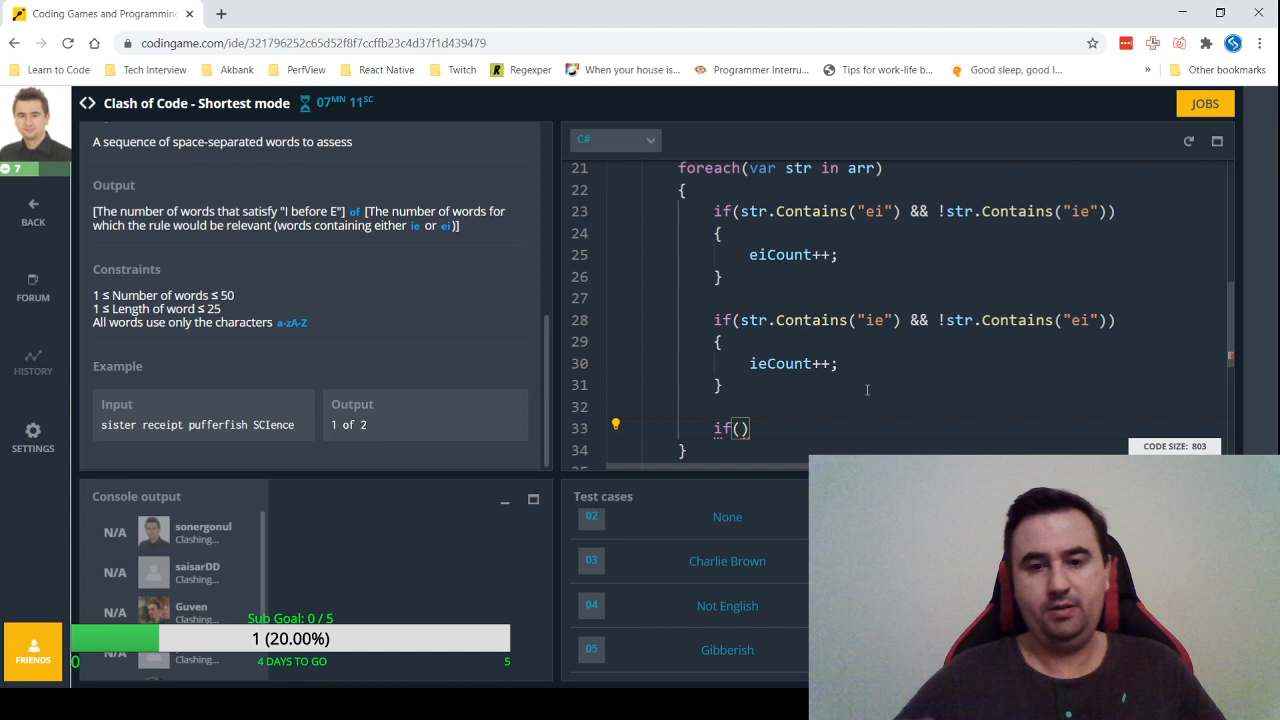 Coding Games and Programming
codingame.com/ide/321796252c65d52f8f7ccffb23c4d37f1d439479
Learn to Code
Tech Interview
Akbank
PerfView
React Native
Twitch
R Regexper
When your house is...
Programmer Interru...
Tips for work-life b...
Good sleep, good l...
»
Other bookmarks
Clash of Code - Shortest mode
07MN 11SC
JOBS
7
BACK
FORUM
HISTORY
SETTINGS
FRIENDS
A sequence of space-separated words to assess
Output
[The number of words that satisfy "I before E"] of [The number of words for
which the rule would be relevant (words containing either ie or ei)]
Constraints
1 ≤ Number of words ≤ 50
1 ≤ Length of word ≤ 25
All words use only the characters a-zA-Z
Example
Input
sister receipt pufferfish SCIence
Output
1 of 2
C#
21 foreach(var str in arr)
22 {
23 if(str.Contains("ei") && !str.Contains("ie"))
24 {
25 eiCount++;
26 }
27
28 if(str.Contains("ie") && !str.Contains("ei"))
29 {
30 ieCount++;
31 }
32
33 if()
34 }
CODE SIZE: 803
Console output
N/A sonergonul
Clashing...
N/A saisarDD
Clashing...
N/A Guven
Clashing...
Clashing...
Sub Goal: 0 / 5
1 (20.00%)
0
4 DAYS TO GO
5
Test cases
02 None
03 Charlie Brown
04 Not English
05 Gibberish